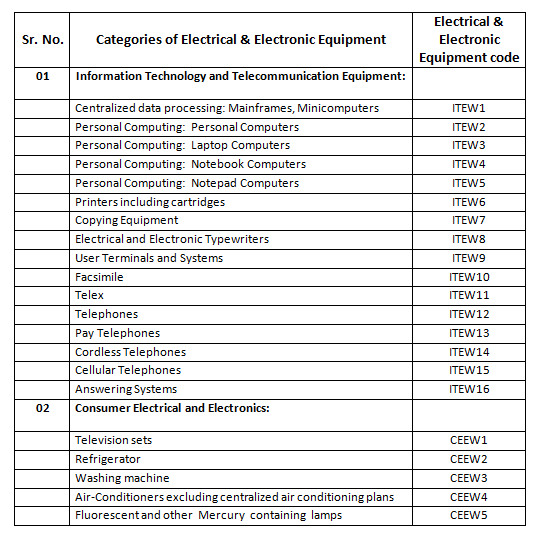 Sr. No. Categories of Electrical & Electronic Equipment Electrical & Electronic Equipment code
01 Information Technology and Telecommunication Equipment:
Centralized data processing: Mainframes, Minicomputers ITEW1
Personal Computing: Personal Computers ITEW2
Personal Computing: Laptop Computers ITEW3
Personal Computing: Notebook Computers ITEW4
Personal Computing: Notepad Computers ITEW5
Printers including cartridges ITEW6
Copying Equipment ITEW7
Electrical and Electronic Typewriters ITEW8
User Terminals and Systems ITEW9
Facsimile ITEW10
Telex ITEW11
Telephones ITEW12
Pay Telephones ITEW13
Cordless Telephones ITEW14
Cellular Telephones ITEW15
Answering Systems ITEW16
02 Consumer Electrical and Electronics:
Television sets CEEW1
Refrigerator CEEW2
Washing machine CEEW3
Air-Conditioners excluding centralized air conditioning plans CEEW4
Fluorescent and other Mercury containing lamps CEEW5